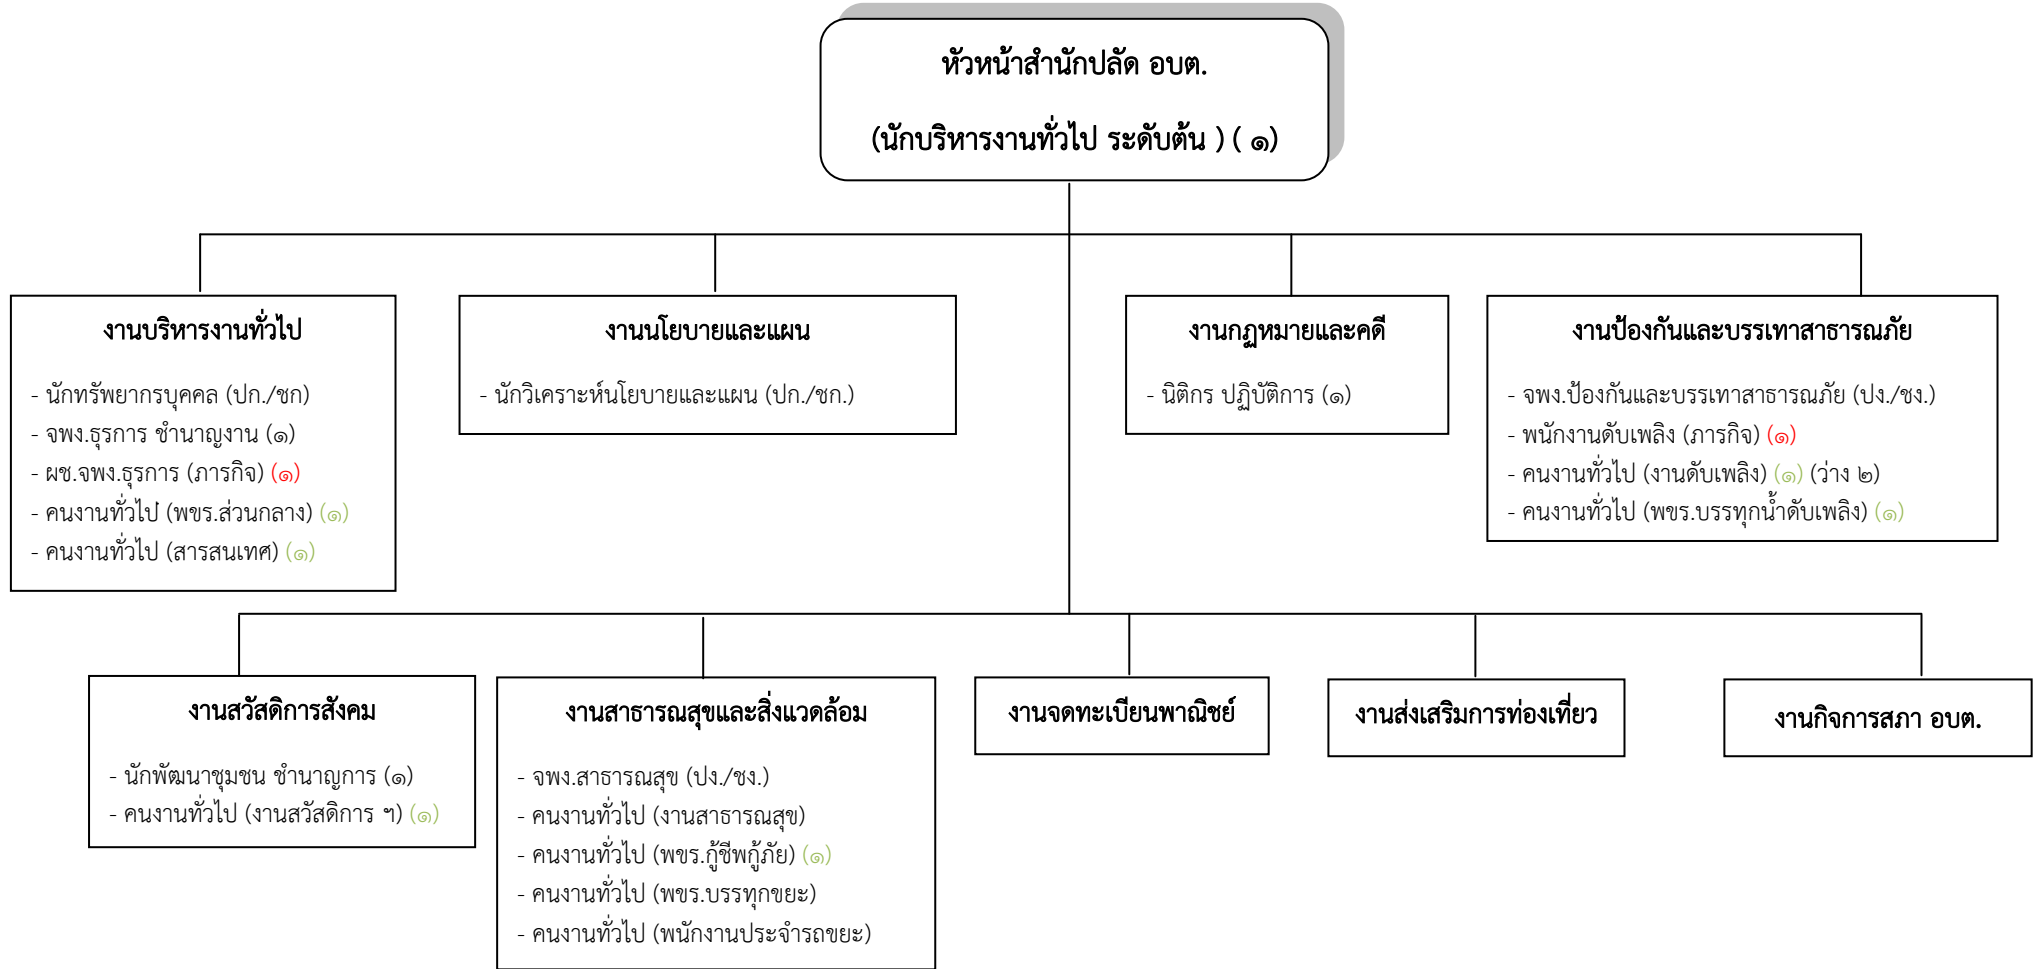 หัวหน้าสำนักปลัด อบต.
(นักบริหารงานทั่วไป ระดับต้น ) ( ๑)
งานบริหารงานทั่วไป
- นักทรัพยากรบุคคล (ปก./ชก)
- จพง.ธุรการ ชำนาญงาน (๑)
- ผช.จพง.ธุรการ (ภารกิจ) (๑)
- คนงานทั่วไป (พขร.ส่วนกลาง) (๑)
- คนงานทั่วไป (สารสนเทศ) (๑)
งานนโยบายและแผน
- นักวิเคราะห์นโยบายและแผน (ปก./ชก.)
งานกฎหมายและคดี
- นิติกร ปฏิบัติการ (๑)
งานป้องกันและบรรเทาสาธารณภัย
- จพง.ป้องกันและบรรเทาสาธารณภัย (ปง./ชง.)
- พนักงานดับเพลิง (ภารกิจ) (๑)
- คนงานทั่วไป (งานดับเพลิง) (๑) (ว่าง ๒)
- คนงานทั่วไป (พขร.บรรทุกน้ำดับเพลิง) (๑)
งานสวัสดิการสังคม
- นักพัฒนาชุมชน ชำนาญการ (๑)
- คนงานทั่วไป (งานสวัสดิการ ฯ) (๑)
งานสาธารณสุขและสิ่งแวดล้อม
- จพง.สาธารณสุข (ปง./ชง.)
- คนงานทั่วไป (งานสาธารณสุข)
- คนงานทั่วไป (พขร.กู้ชีพกู้ภัย) (๑)
- คนงานทั่วไป (พขร.บรรทุกขยะ)
- คนงานทั่วไป (พนักงานประจำรถขยะ)
งานจดทะเบียนพาณิชย์
งานส่งเสริมการท่องเที่ยว
งานกิจการสภา อบต.